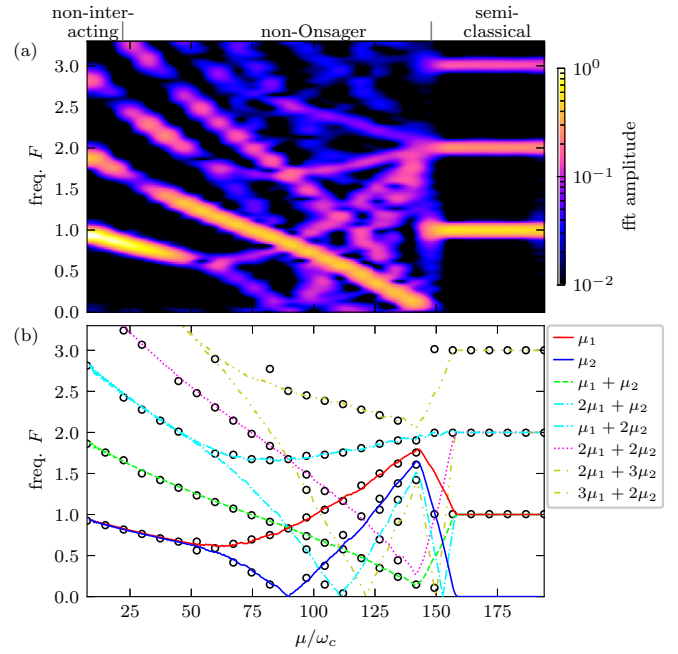 non-inter-
acting
non-Onsager
semi-
classical
(a)
freq. F
3.0
2.5
2.0
1.5
1.0
0.5
0.0
10⁰
10⁻¹
10⁻²
fft amplitude
(b)
freq. F
3.0
2.5
2.0
1.5
1.0
0.5
0.0
25 50 75 100 125 150 175
μ/ω_c
μ₁
μ₂
μ₁ + μ₂
2μ₁ + μ₂
μ₁ + 2μ₂
2μ₁ + 2μ₂
2μ₁ + 3μ₂
3μ₁ + 2μ₂